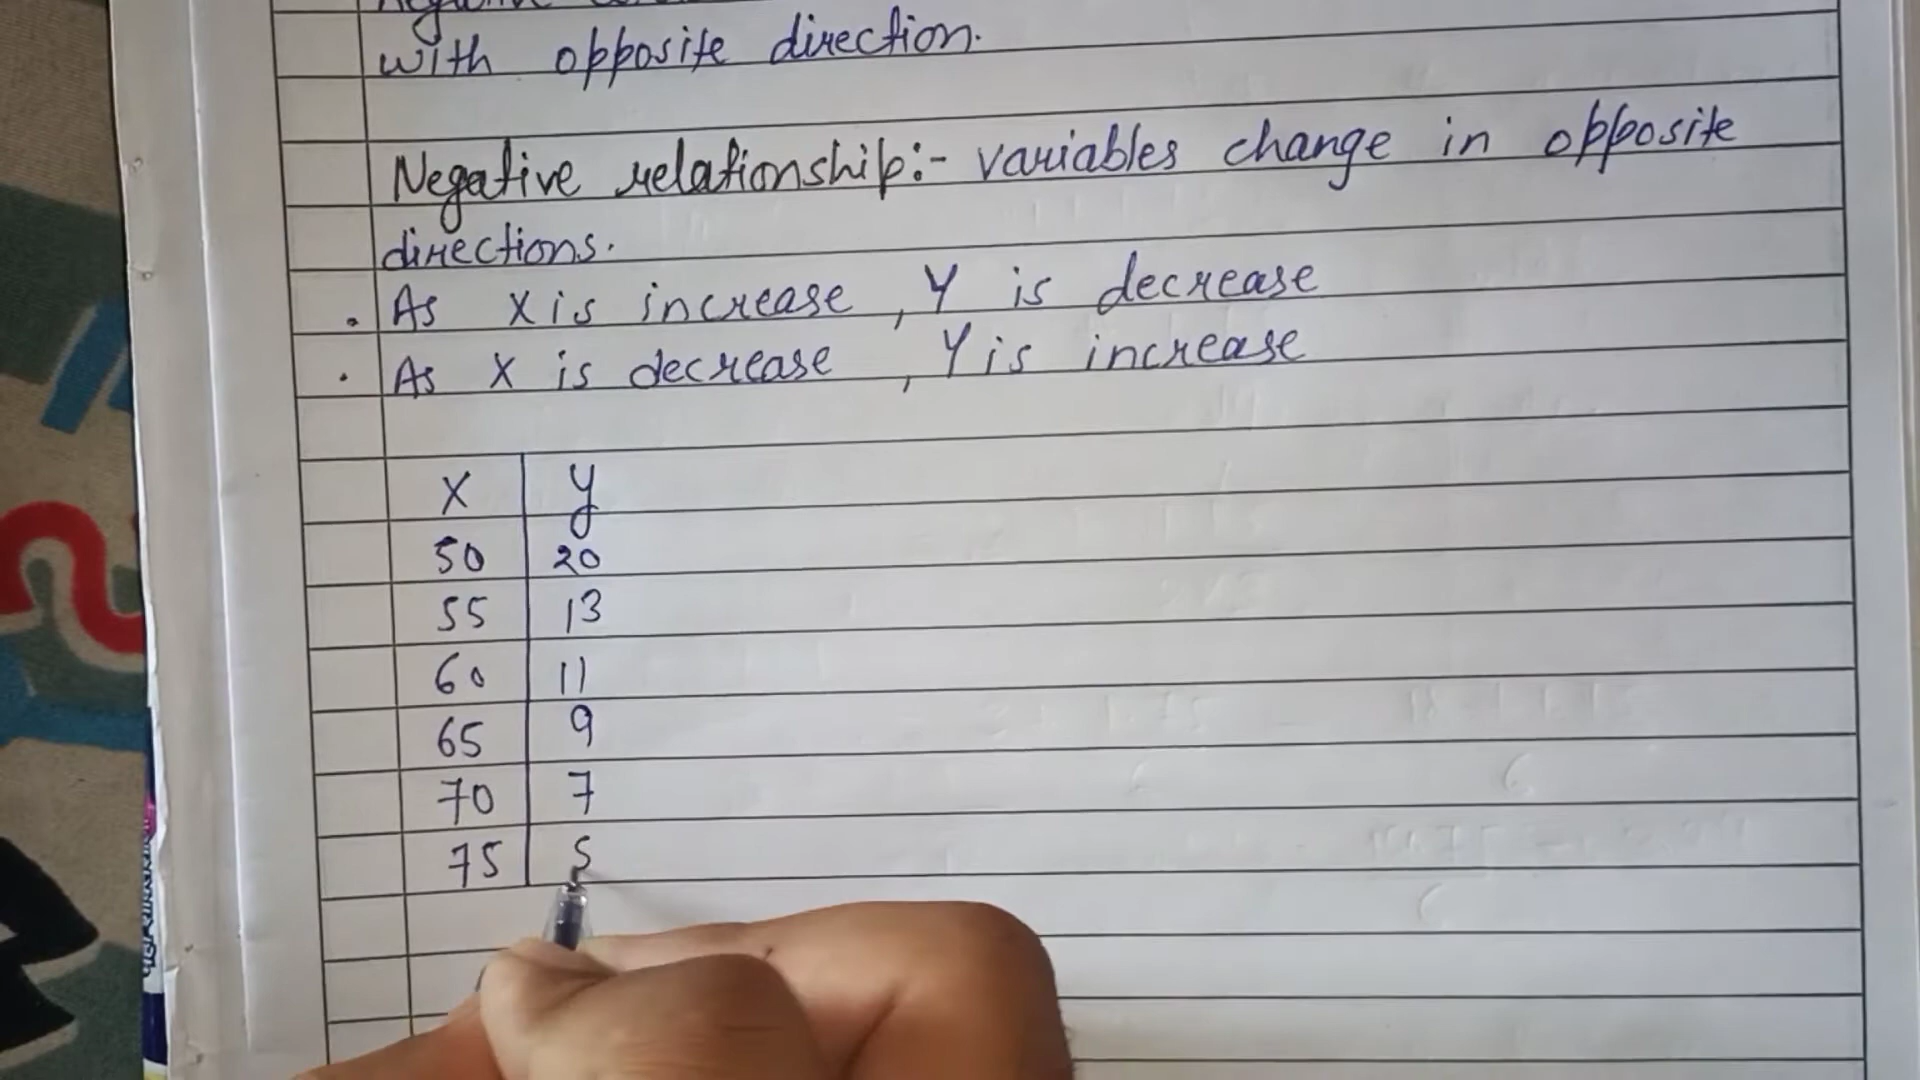 with opposite direction.
Negative relationship:- variables change in opposite
directions.
. As X is increase , Y is decrease
. As X is decrease , Y is increase
X y
50 20
55 13
60 11
65 9
70 7
75 5